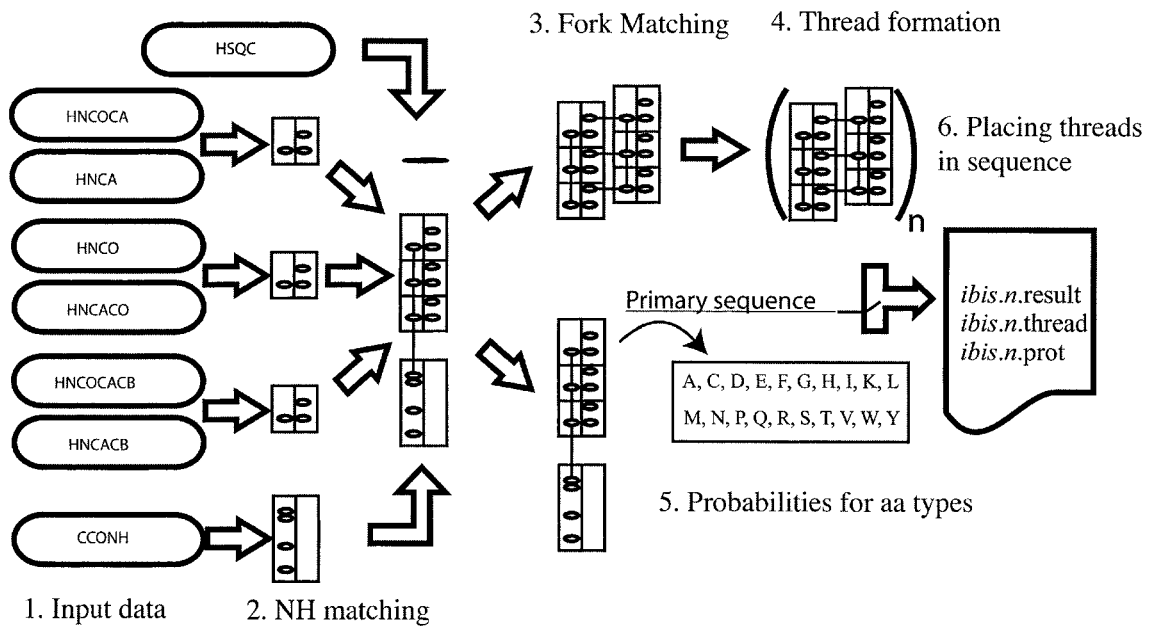 3. Fork Matching
4. Thread formation
HSQC
HNCOCA
HNCA
6. Placing threads
in sequence
HNCO
HNCACO
n
Primary sequence
ibis.n.result
ibis.n.thread
ibis.n.prot
HNCOCACB
HNCACB
A, C, D, E, F, G, H, I, K, L
M, N, P, Q, R, S, T, V, W, Y
5. Probabilities for aa types
CCONH
1. Input data
2. NH matching